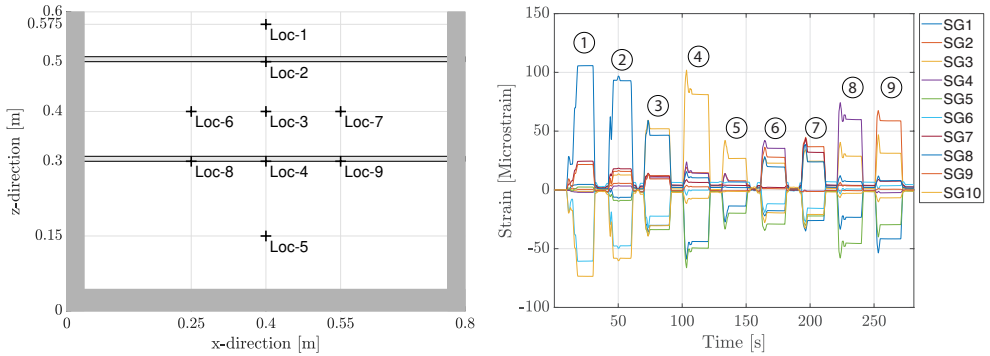 0.6
0.575
0.5
0.4
0.3
0.15
0
z-direction [m]
Loc-1
Loc-2
Loc-6
Loc-3
Loc-7
Loc-8
Loc-4
Loc-9
Loc-5
0
0.25
0.4
0.55
0.8
x-direction [m]
150
100
50
0
-50
-100
Strain [Microstrain]
1
2
3
4
5
6
7
8
9
50
100
150
200
250
Time [s]
SG1
SG2
SG3
SG4
SG5
SG6
SG7
SG8
SG9
SG10